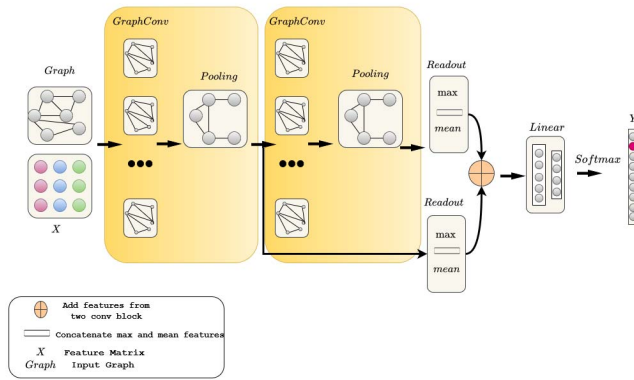 GraphConv
GraphConv
Graph
Pooling
Pooling
Readout
max
mean
X
Linear
Softmax
Y
Readout
max
mean
Add features from
two conv block
Concatenate max and mean features
X Feature Matrix
Graph Input Graph